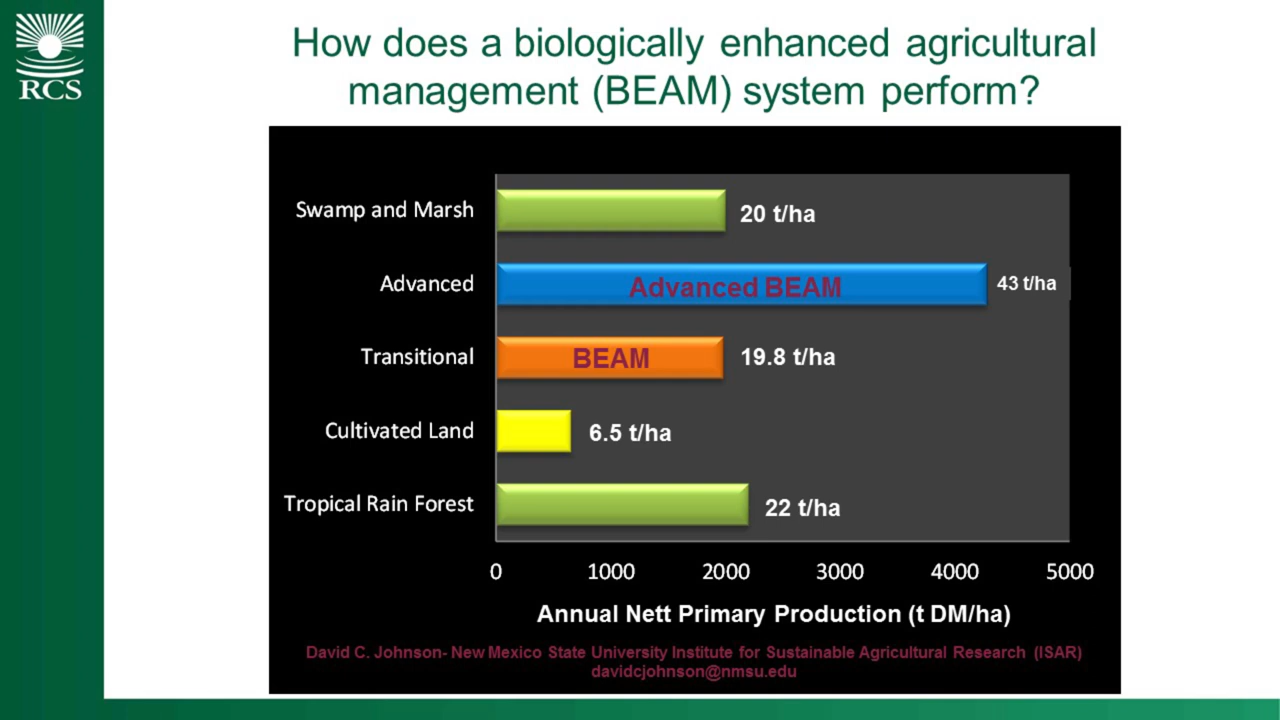 RCS
How does a biologically enhanced agricultural
management (BEAM) system perform?
Swamp and Marsh
20 t/ha
Advanced
Advanced BEAM
43 t/ha
Transitional
BEAM
19.8 t/ha
Cultivated Land
6.5 t/ha
Tropical Rain Forest
22 t/ha
0 1000 2000 3000 4000 5000
Annual Nett Primary Production (t DM/ha)
David C. Johnson- New Mexico State University Institute for Sustainable Agricultural Research (ISAR)
davidcjohnson@nmsu.edu